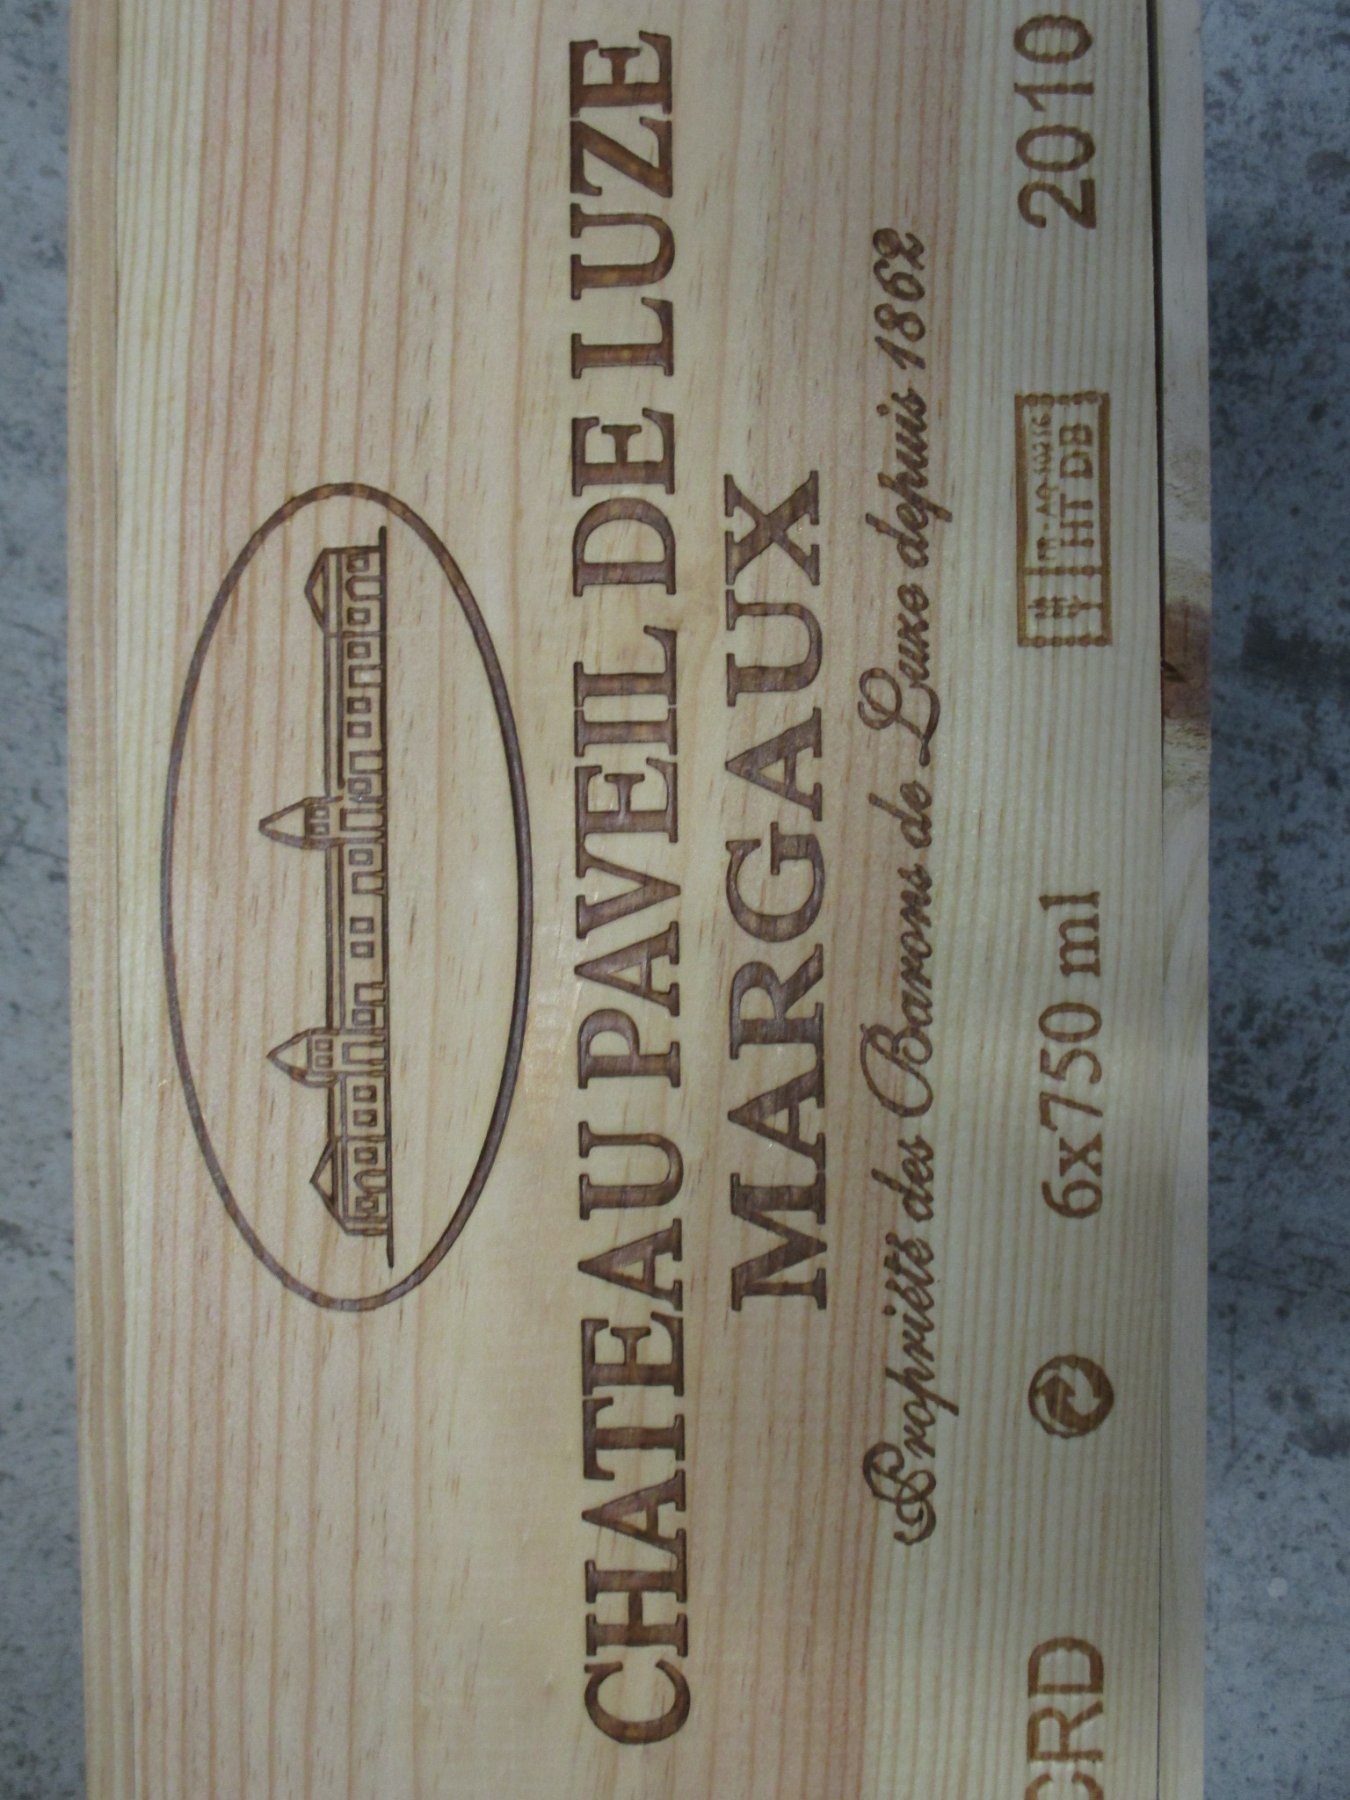 CHATEAU PAVEIL DE LUZE
MARGAUX
Propriété des Barons de Luze depuis 1862
CRD 6x750 ml HT DB 2010